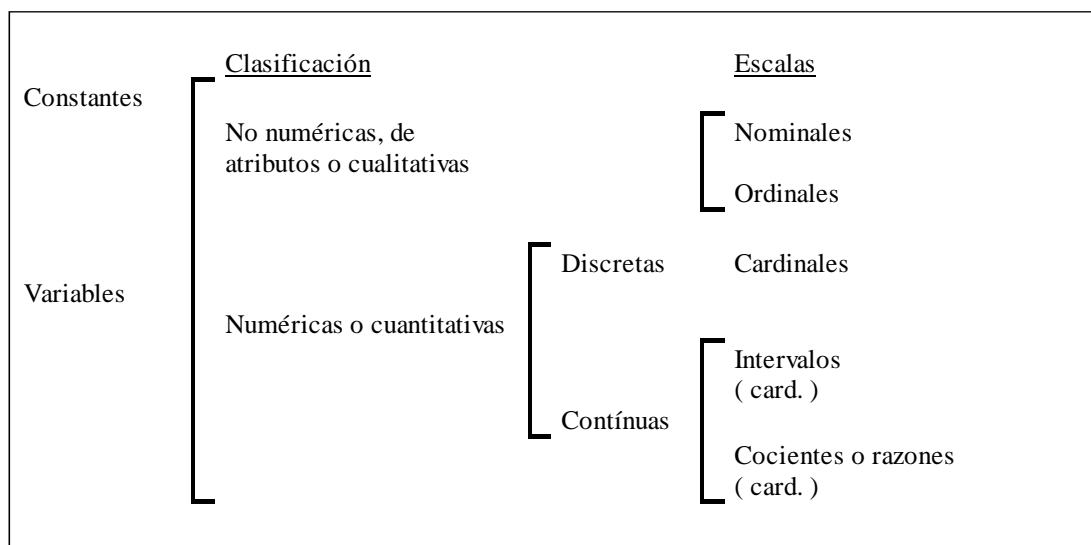 Clasificación
Escalas
Constantes
No numéricas, de
atributos o cualitativas
Nominales
Ordinales
Discretas
Cardinales
Variables
Numéricas o cuantitativas
Intervalos
( card. )
Contínuas
Cocientes o razones
( card. )